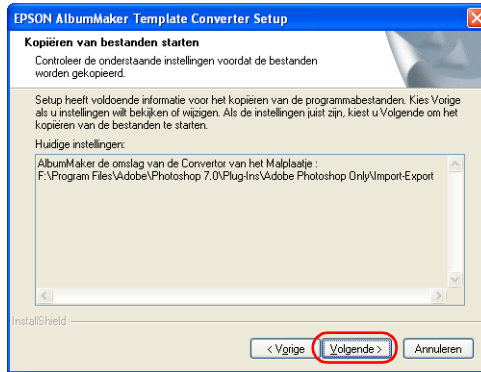 EPSON AlbumMaker Template Converter Setup
Kopiëren van bestanden starten
Controleer de onderstaande instellingen voordat de bestanden
worden gekopieerd.
Setup heeft voldoende informatie voor het kopiëren van de programmabestanden. Kies Vorige
als u instellingen wilt bekijken of wijzigen. Als de instellingen juist zijn, kiest u Volgende om het
kopiëren van de bestanden te starten.
Huidige instellingen:
AlbumMaker de omslag van de Convertor van het Malplaatje :
F:\Program Files\Adobe\Photoshop 7.0\Plug-Ins\Adobe Photoshop Only\Import-Export
InstallShield
< Vorige Volgende > Annuleren